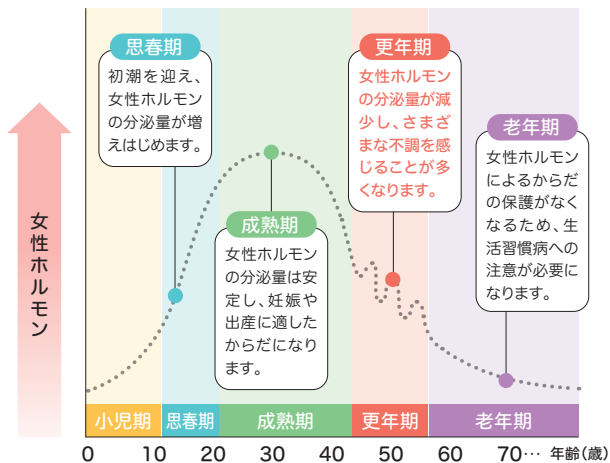 女性ホルモン
思春期
初潮を迎え、
女性ホルモン
の分泌量が増
えはじめます。
成熟期
女性ホルモン
の分泌量は安
定し、妊娠や
出産に適した
からだになり
ます。
更年期
女性ホルモン
の分泌量が減
少し、さまざ
まな不調を感
じることが多
くなります。
老年期
女性ホルモン
によるからだ
の保護がなく
なるため、生
活習慣病への
注意が必要に
なります。
小児期 思春期 成熟期 更年期 老年期
0 10 20 30 40 50 60 70… 年齢(歳)